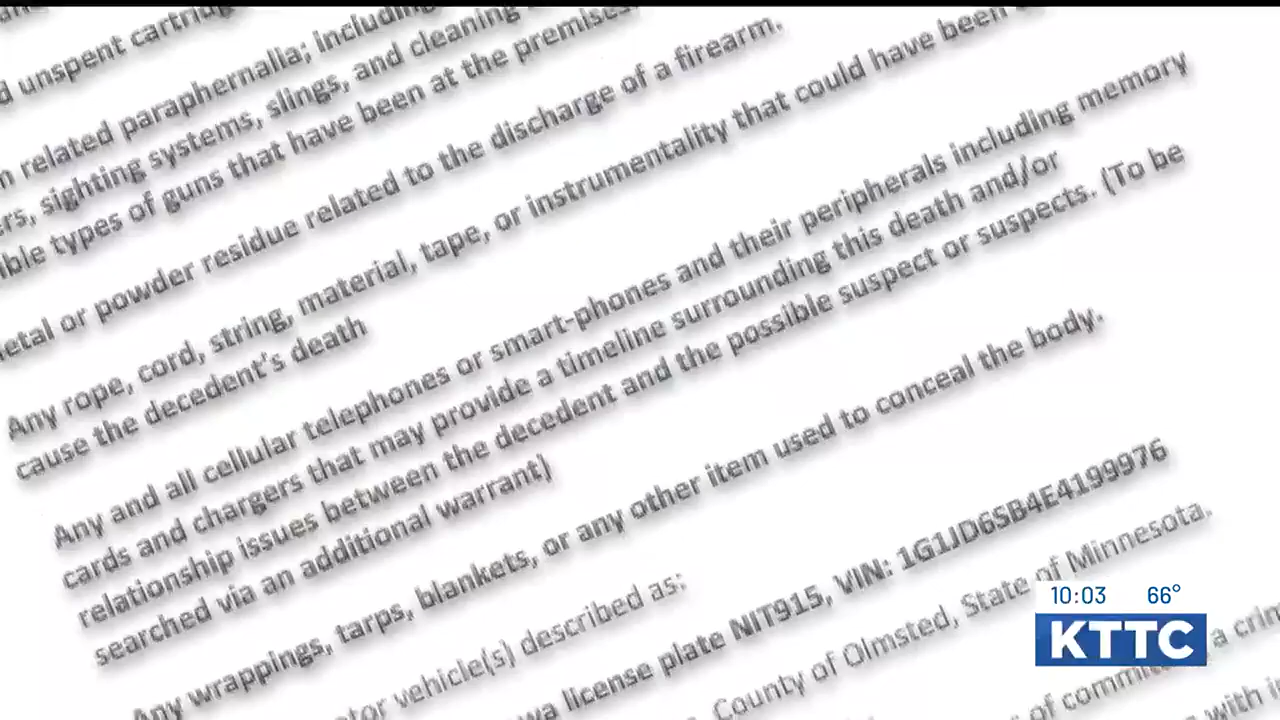 unspent cartridg
related paraphernalia; including
sighting systems, slings, and cleaning
types of guns that have been at the premises.
or powder residue related to the discharge of a firearm.
Any rope, cord, string, material, tape, or instrumentality that could have been
cause the decedent's death
Any and all cellular telephones or smart-phones and their peripherals including memory
cards and chargers that may provide a timeline surrounding this death and/or
relationship issues between the decedent and the possible suspect or suspects. (To be
searched via an additional warrant)
Any wrappings, tarps, blankets, or any other item used to conceal the body.
vehicle(s) described as:
license plate NIT915, VIN: 1G1JD6SB4E4199976
County of Olmsted, State of Minnesota.
of
a
with
10:03 66°
KTTC